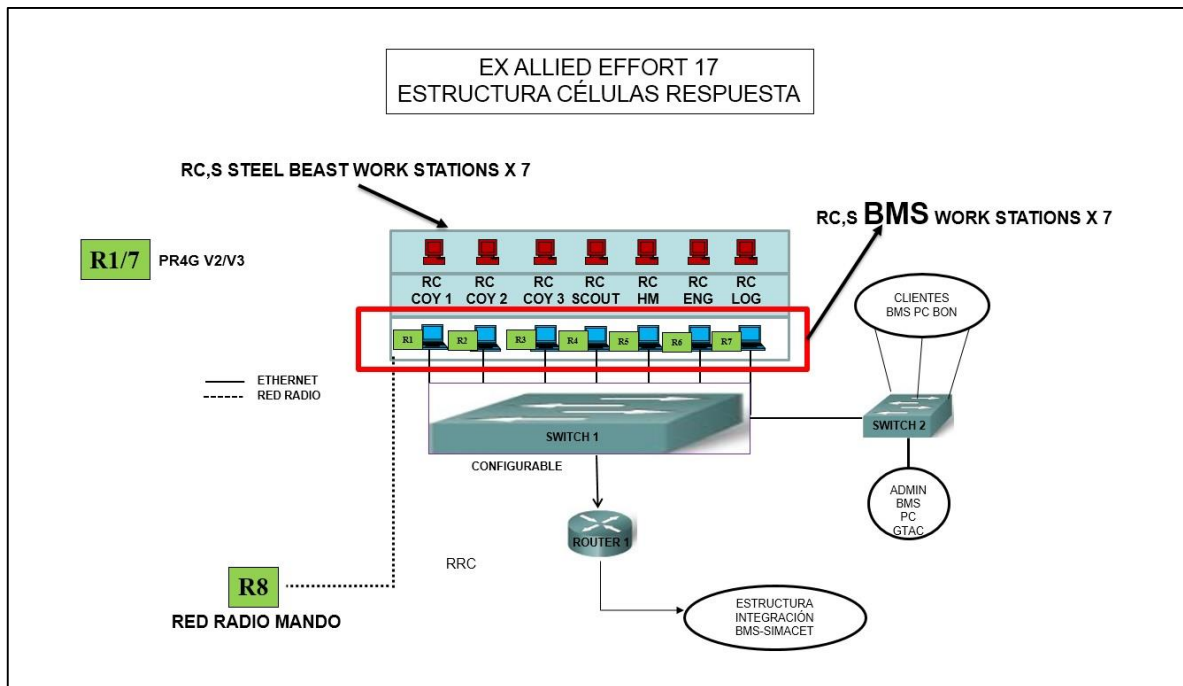 EX ALLIED EFFORT 17
ESTRUCTURA CÉLULAS RESPUESTA
RC,S STEEL BEAST WORK STATIONS X 7
RC,S BMS WORK STATIONS X 7
R1/7 PR4G V2/V3
RC COY 1
RC COY 2
RC COY 3
RC SCOUT
RC HM
RC ENG
RC LOG
R1
R2
R3
R4
R5
R6
R7
CLIENTES
BMS PC BON
ETHERNET
RED RADIO
SWITCH 1
SWITCH 2
CONFIGURABLE
ADMIN
BMS
PC
GTAC
ROUTER 1
RRC
R8
RED RADIO MANDO
ESTRUCTURA
INTEGRACIÓN
BMS-SIMACET